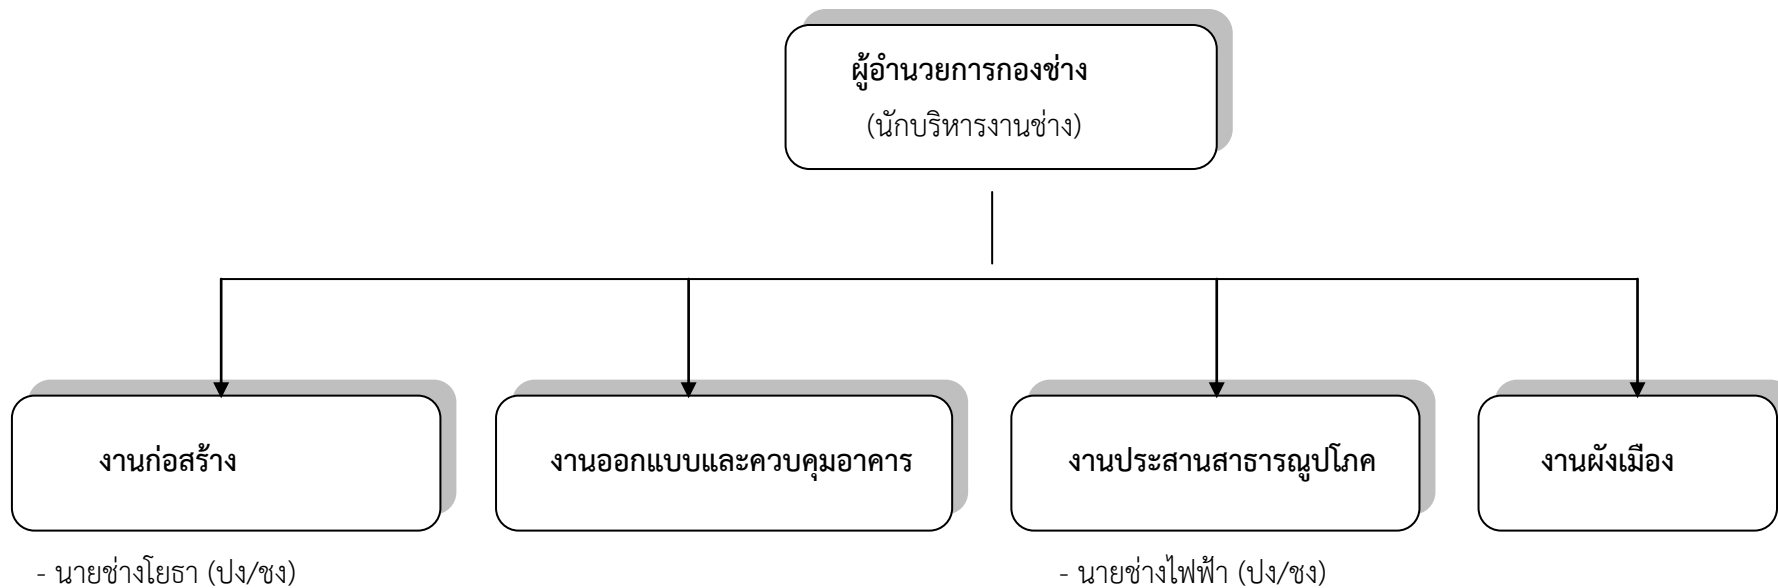 ผู้อำนวยการกองช่าง
(นักบริหารงานช่าง)
งานก่อสร้าง
งานออกแบบและควบคุมอาคาร
งานประสานสาธารณูปโภค
งานผังเมือง
- นายช่างโยธา (ปง/ชง)
- นายช่างไฟฟ้า (ปง/ชง)